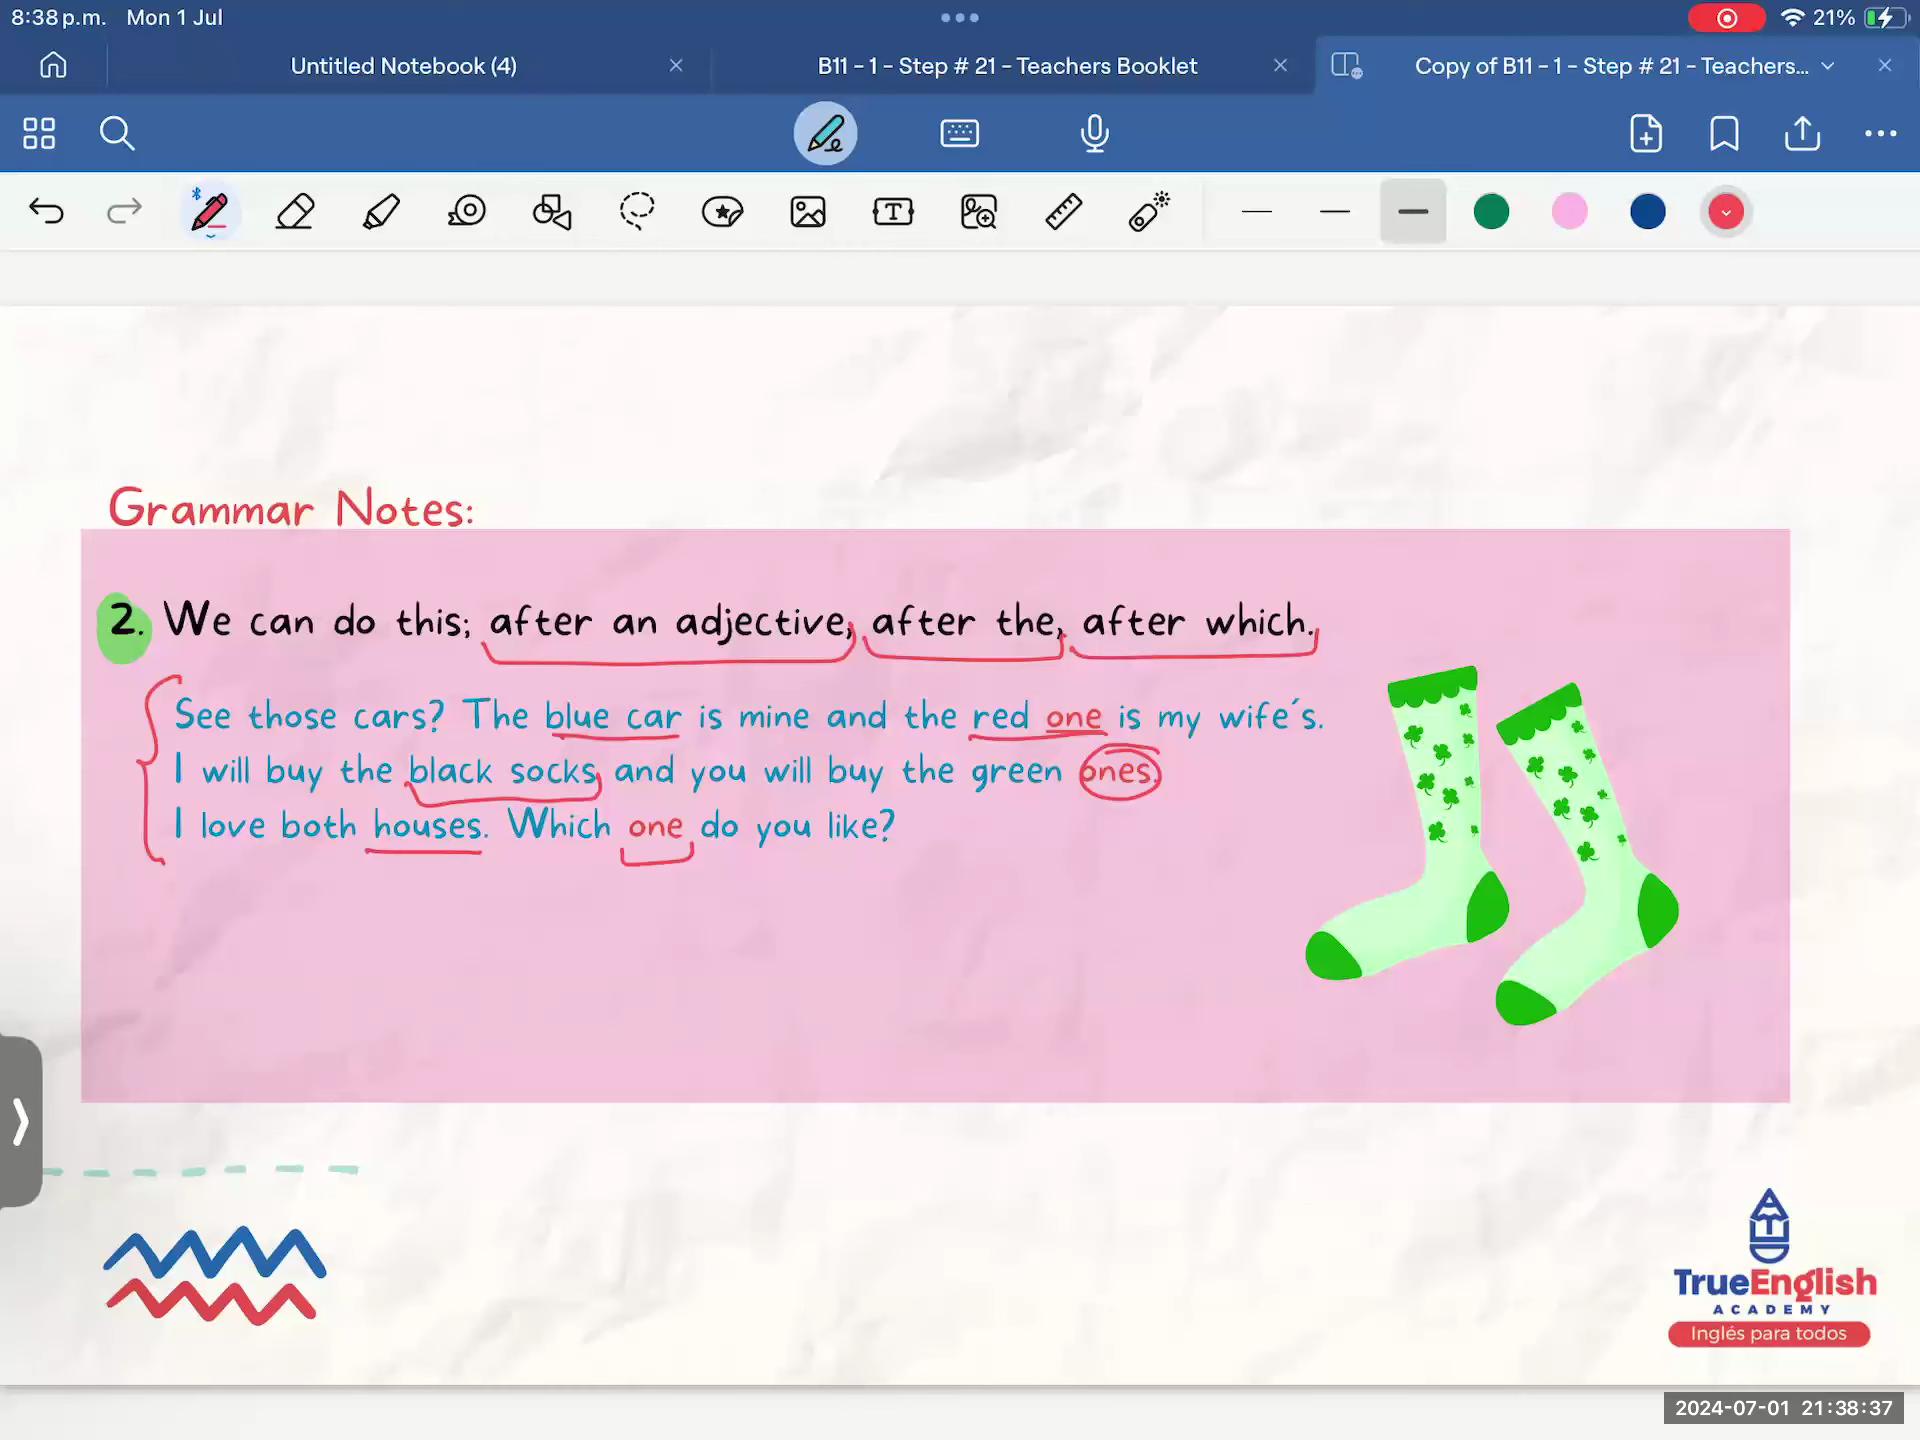 8:38 p.m. Mon 1 Jul
21%
Untitled Notebook (4)
B11 - 1 - Step # 21 - Teachers Booklet
Copy of B11 - 1 - Step # 21 - Teachers...
Grammar Notes:
2. We can do this; after an adjective, after the, after which.
See those cars? The blue car is mine and the red one is my wife´s.
I will buy the black socks, and you will buy the green ones.
I love both houses. Which one do you like?
TrueEnglish
ACADEMY
Inglés para todos
2024-07-01 21:38:37